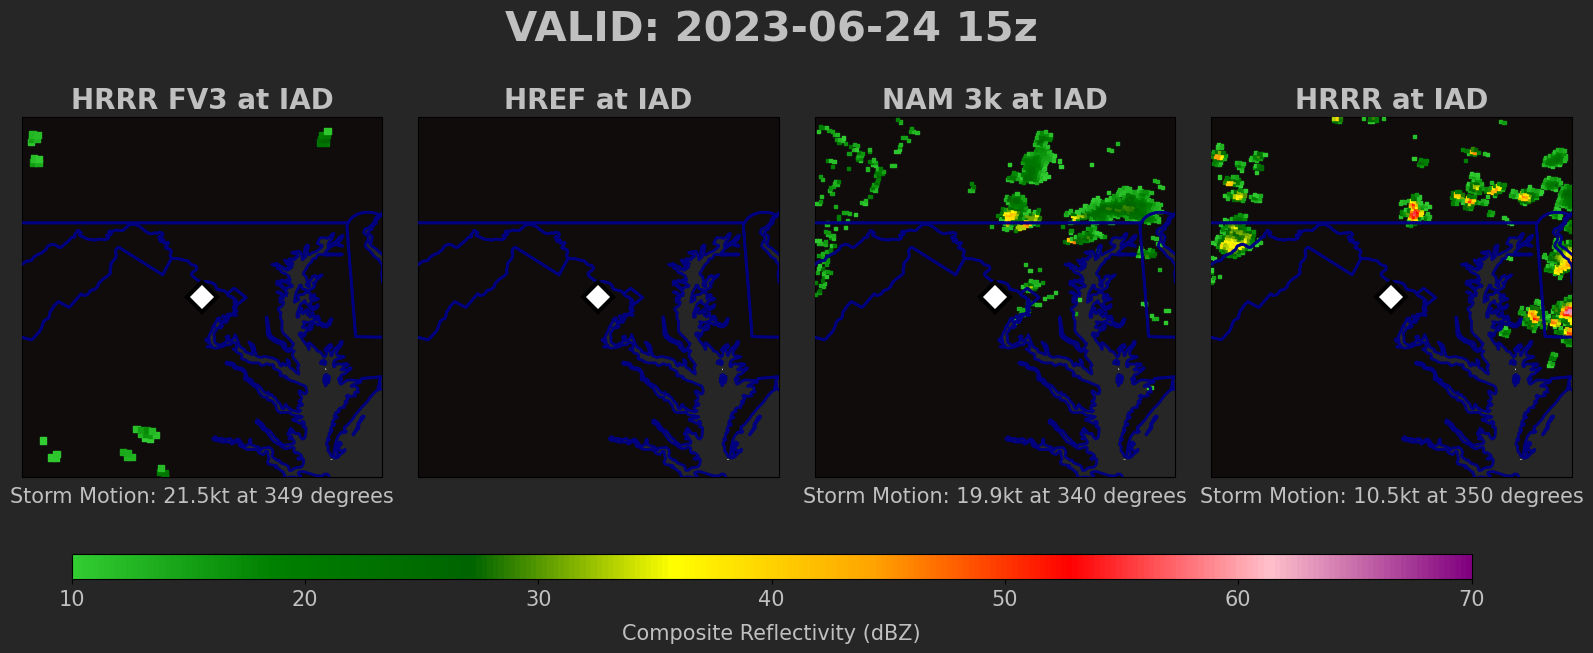 VALID: 2023-06-24 15z
HRRR FV3 at IAD
HREF at IAD
NAM 3k at IAD
HRRR at IAD
Storm Motion: 21.5kt at 349 degrees
Storm Motion: 19.9kt at 340 degrees
Storm Motion: 10.5kt at 350 degrees
10 20 30 40 50 60 70
Composite Reflectivity (dBZ)